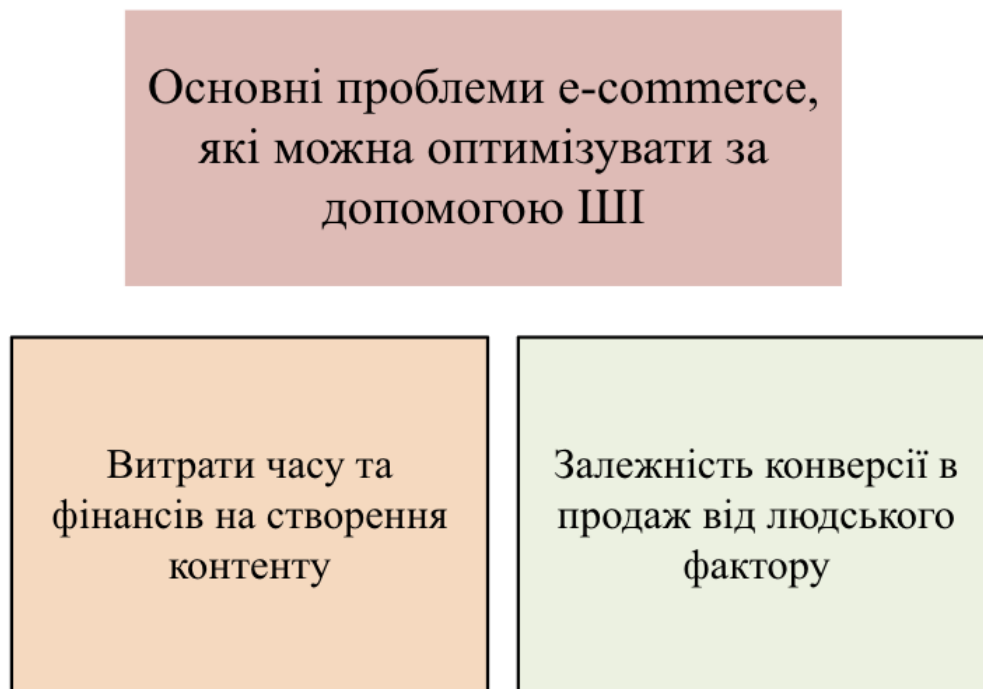 Основні проблеми e-commerce,
які можна оптимізувати за
допомогою ШІ
Витрати часу та
фінансів на створення
контенту
Залежність конверсії в
продаж від людського
фактору